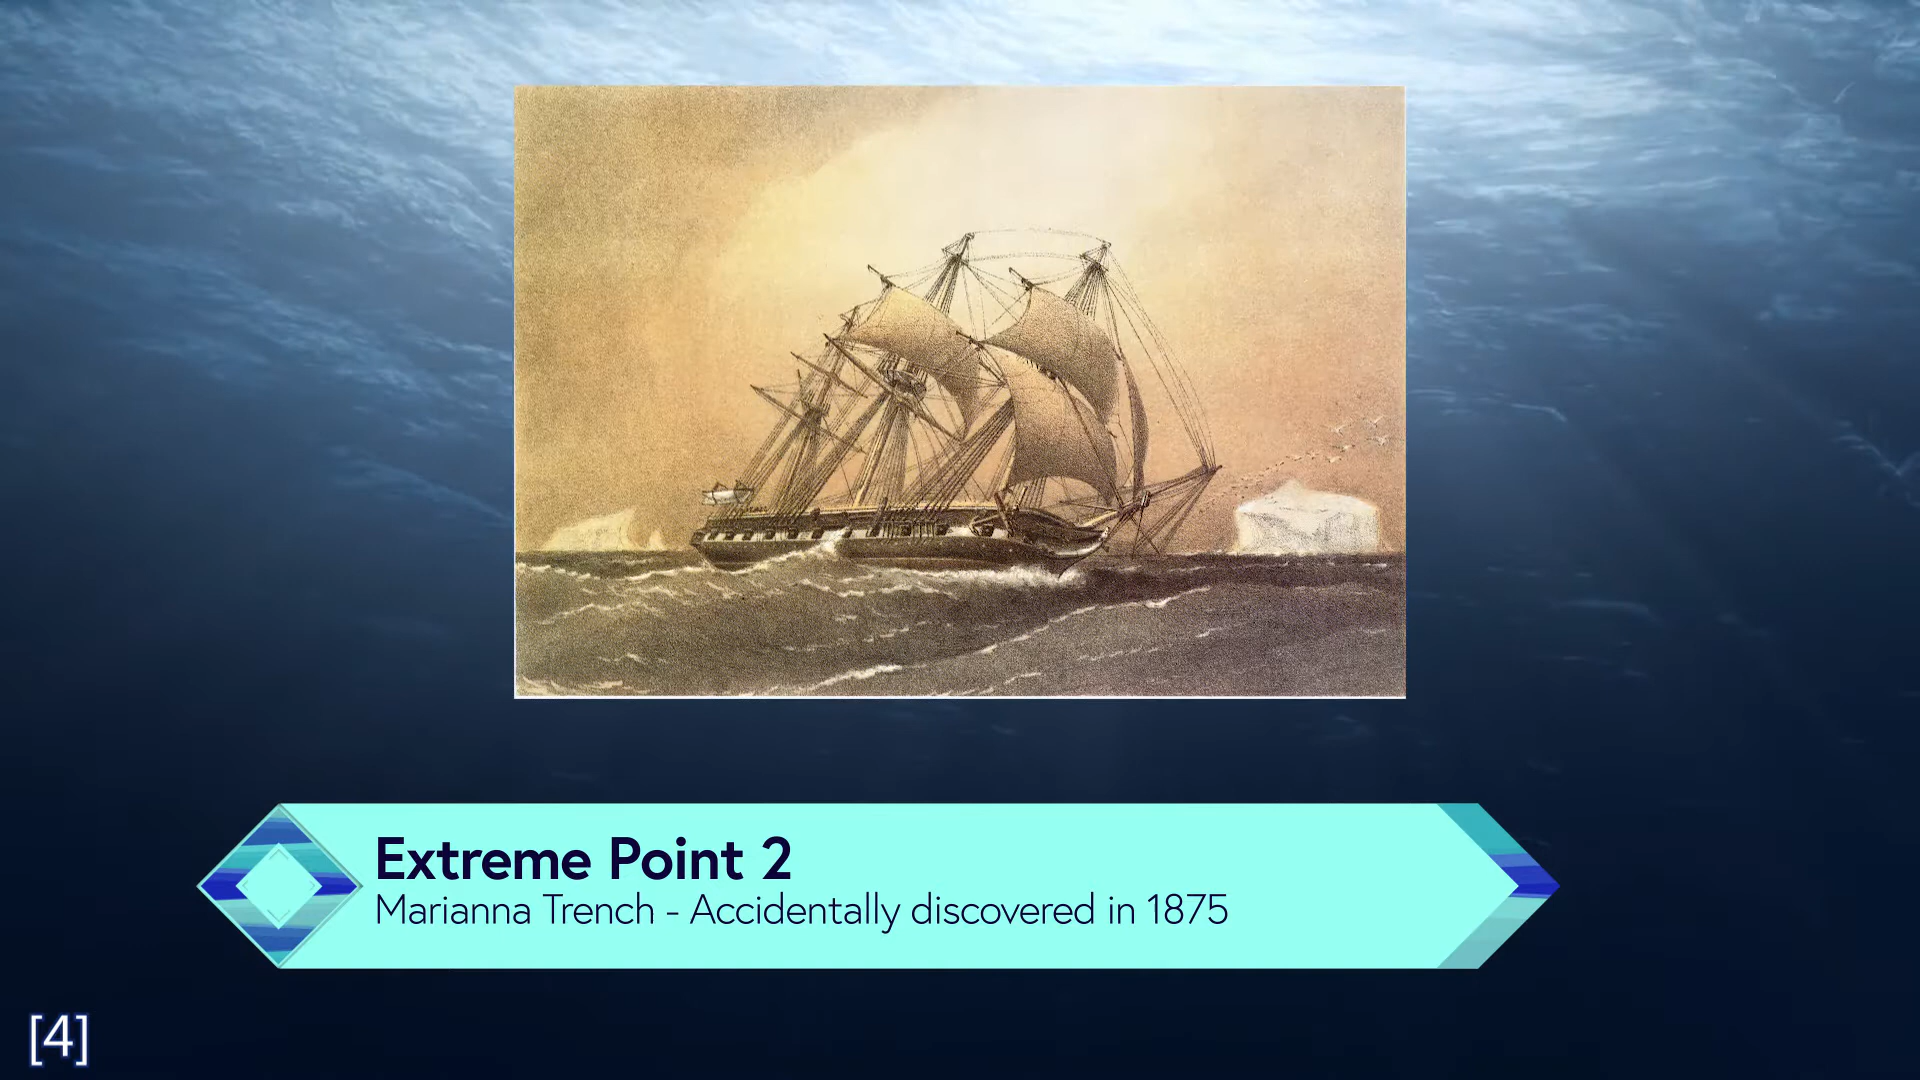 Extreme Point 2
Marianna Trench - Accidentally discovered in 1875
[4]